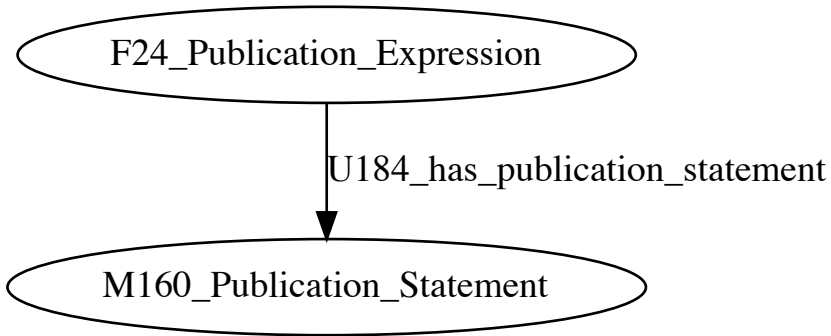 F24_Publication_Expression
U184_has_publication_statement
M160_Publication_Statement